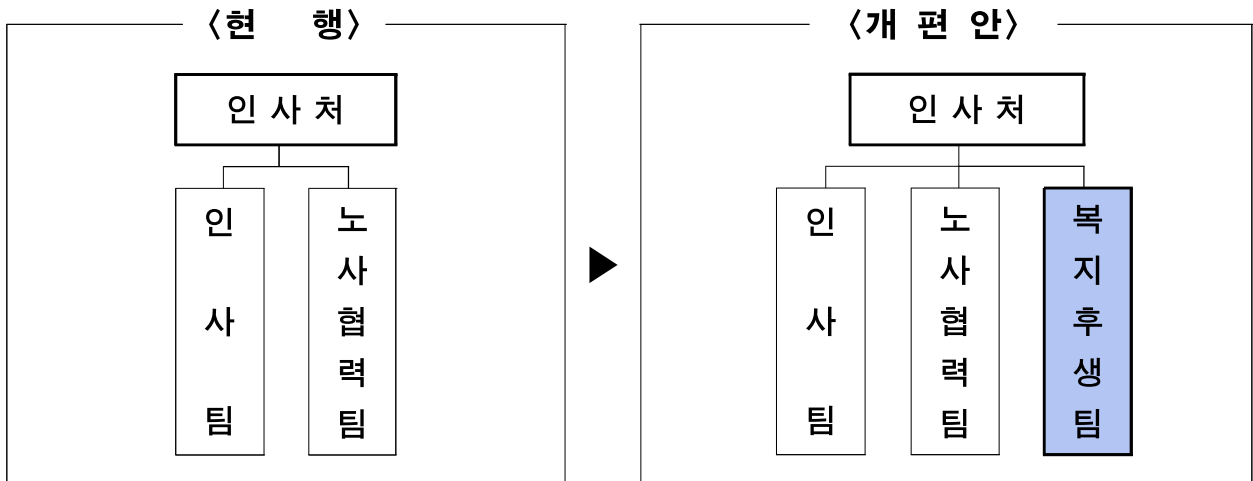 〈현 행〉
인 사 처
인 사 팀
노사협력팀
▶
〈개 편 안〉
인 사 처
인 사 팀
노사협력팀
복지후생팀